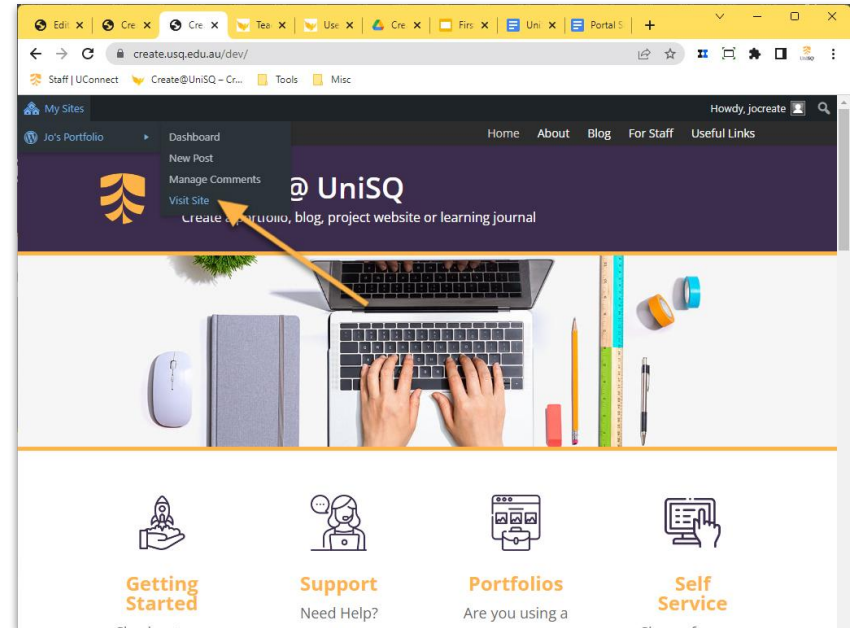 Edit
Cre
Cre
Tea
Use
Cre
Firs
Uni
Portal S
create.usq.edu.au/dev/
Staff | UConnect
Create@UniSQ – Cr...
Tools
Misc
My Sites
Howdy, jocreate
Jo's Portfolio
Dashboard
New Post
Manage Comments
Visit Site
Home About Blog For Staff Useful Links
@ UniSQ
Create a portfolio, blog, project website or learning journal
Getting
Started
Support
Need Help?
Portfolios
Are you using a
Self
Service